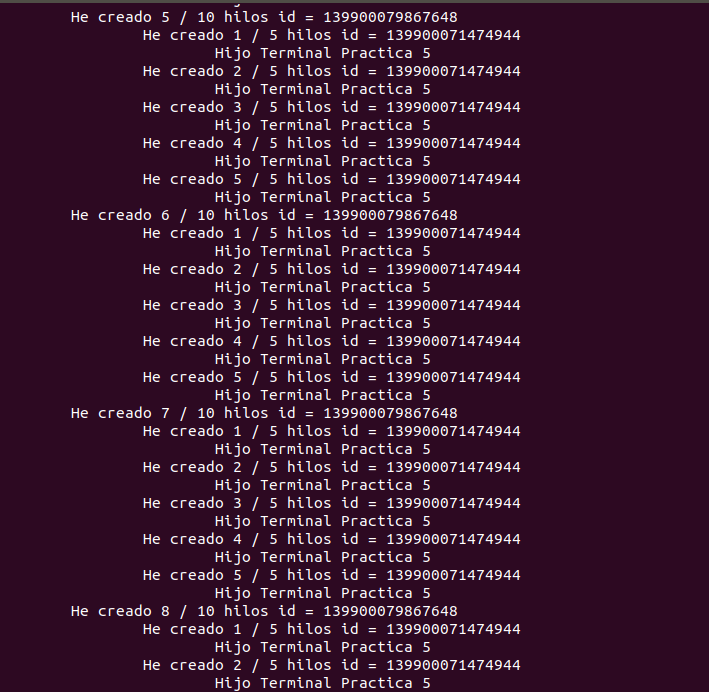 He creado 5 / 10 hilos id = 139900079867648
He creado 1 / 5 hilos id = 139900071474944
Hijo Terminal Practica 5
He creado 2 / 5 hilos id = 139900071474944
Hijo Terminal Practica 5
He creado 3 / 5 hilos id = 139900071474944
Hijo Terminal Practica 5
He creado 4 / 5 hilos id = 139900071474944
Hijo Terminal Practica 5
He creado 5 / 5 hilos id = 139900071474944
Hijo Terminal Practica 5
He creado 6 / 10 hilos id = 139900079867648
He creado 1 / 5 hilos id = 139900071474944
Hijo Terminal Practica 5
He creado 2 / 5 hilos id = 139900071474944
Hijo Terminal Practica 5
He creado 3 / 5 hilos id = 139900071474944
Hijo Terminal Practica 5
He creado 4 / 5 hilos id = 139900071474944
Hijo Terminal Practica 5
He creado 5 / 5 hilos id = 139900071474944
Hijo Terminal Practica 5
He creado 7 / 10 hilos id = 139900079867648
He creado 1 / 5 hilos id = 139900071474944
Hijo Terminal Practica 5
He creado 2 / 5 hilos id = 139900071474944
Hijo Terminal Practica 5
He creado 3 / 5 hilos id = 139900071474944
Hijo Terminal Practica 5
He creado 4 / 5 hilos id = 139900071474944
Hijo Terminal Practica 5
He creado 5 / 5 hilos id = 139900071474944
Hijo Terminal Practica 5
He creado 8 / 10 hilos id = 139900079867648
He creado 1 / 5 hilos id = 139900071474944
Hijo Terminal Practica 5
He creado 2 / 5 hilos id = 139900071474944
Hijo Terminal Practica 5